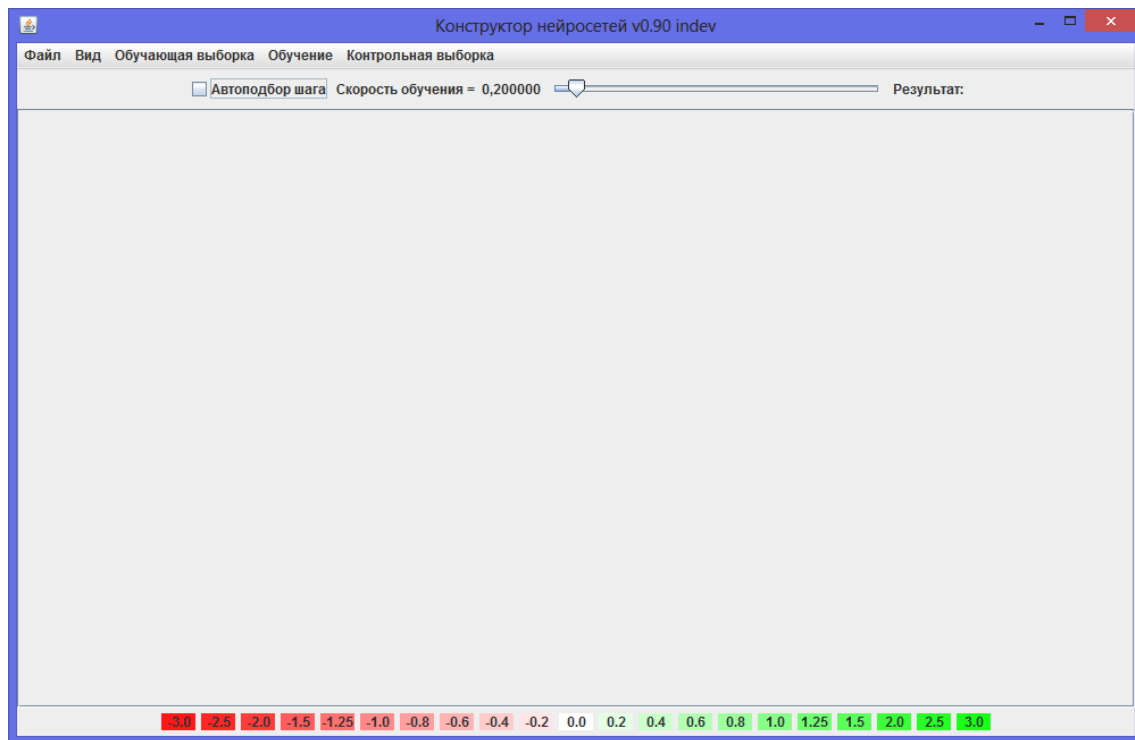 Конструктор нейросетей v0.90 indev
Файл Вид Обучающая выборка Обучение Контрольная выборка
Автоподбор шага Скорость обучения = 0,200000 Результат:
-3.0 -2.5 -2.0 -1.5 -1.25 -1.0 -0.8 -0.6 -0.4 -0.2 0.0 0.2 0.4 0.6 0.8 1.0 1.25 1.5 2.0 2.5 3.0